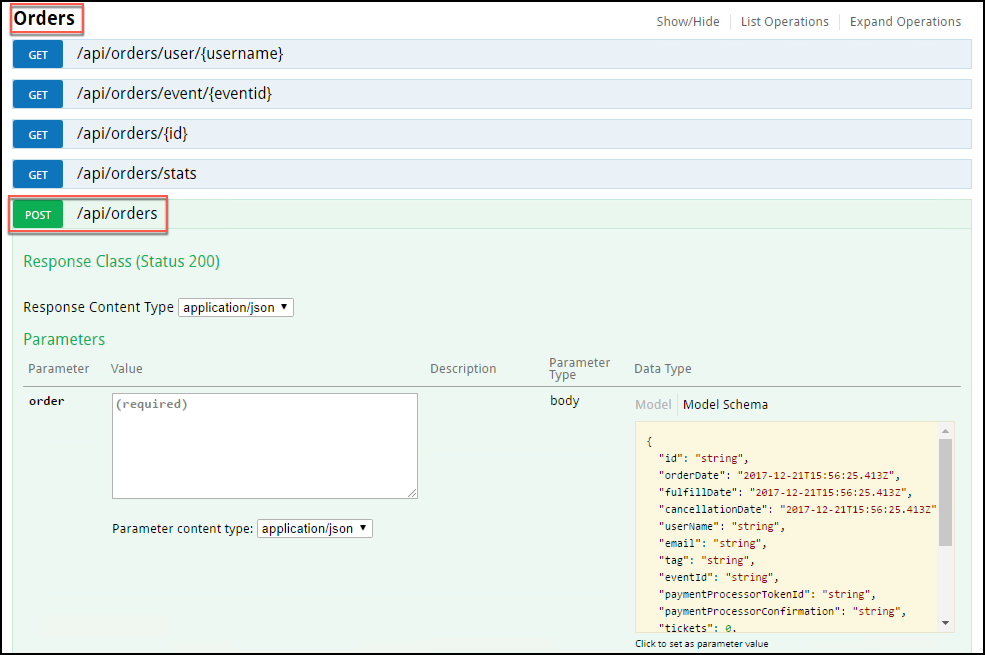 Orders
Show/Hide List Operations Expand Operations
GET /api/orders/user/{username}
GET /api/orders/event/{eventid}
GET /api/orders/{id}
GET /api/orders/stats
POST /api/orders
Response Class (Status 200)
Response Content Type application/json
Parameters
Parameter Value Description Parameter Type Data Type
order (required) body Model Model Schema
{
"id": "string",
"orderDate": "2017-12-21T15:56:25.413Z",
"fulfillDate": "2017-12-21T15:56:25.413Z",
"cancellationDate": "2017-12-21T15:56:25.413Z"
"userName": "string",
"email": "string",
"tag": "string",
"eventId": "string",
"paymentProcessorTokenId": "string",
"paymentProcessorConfirmation": "string",
"tickets": 0,
Parameter content type: application/json
Click to set as parameter value